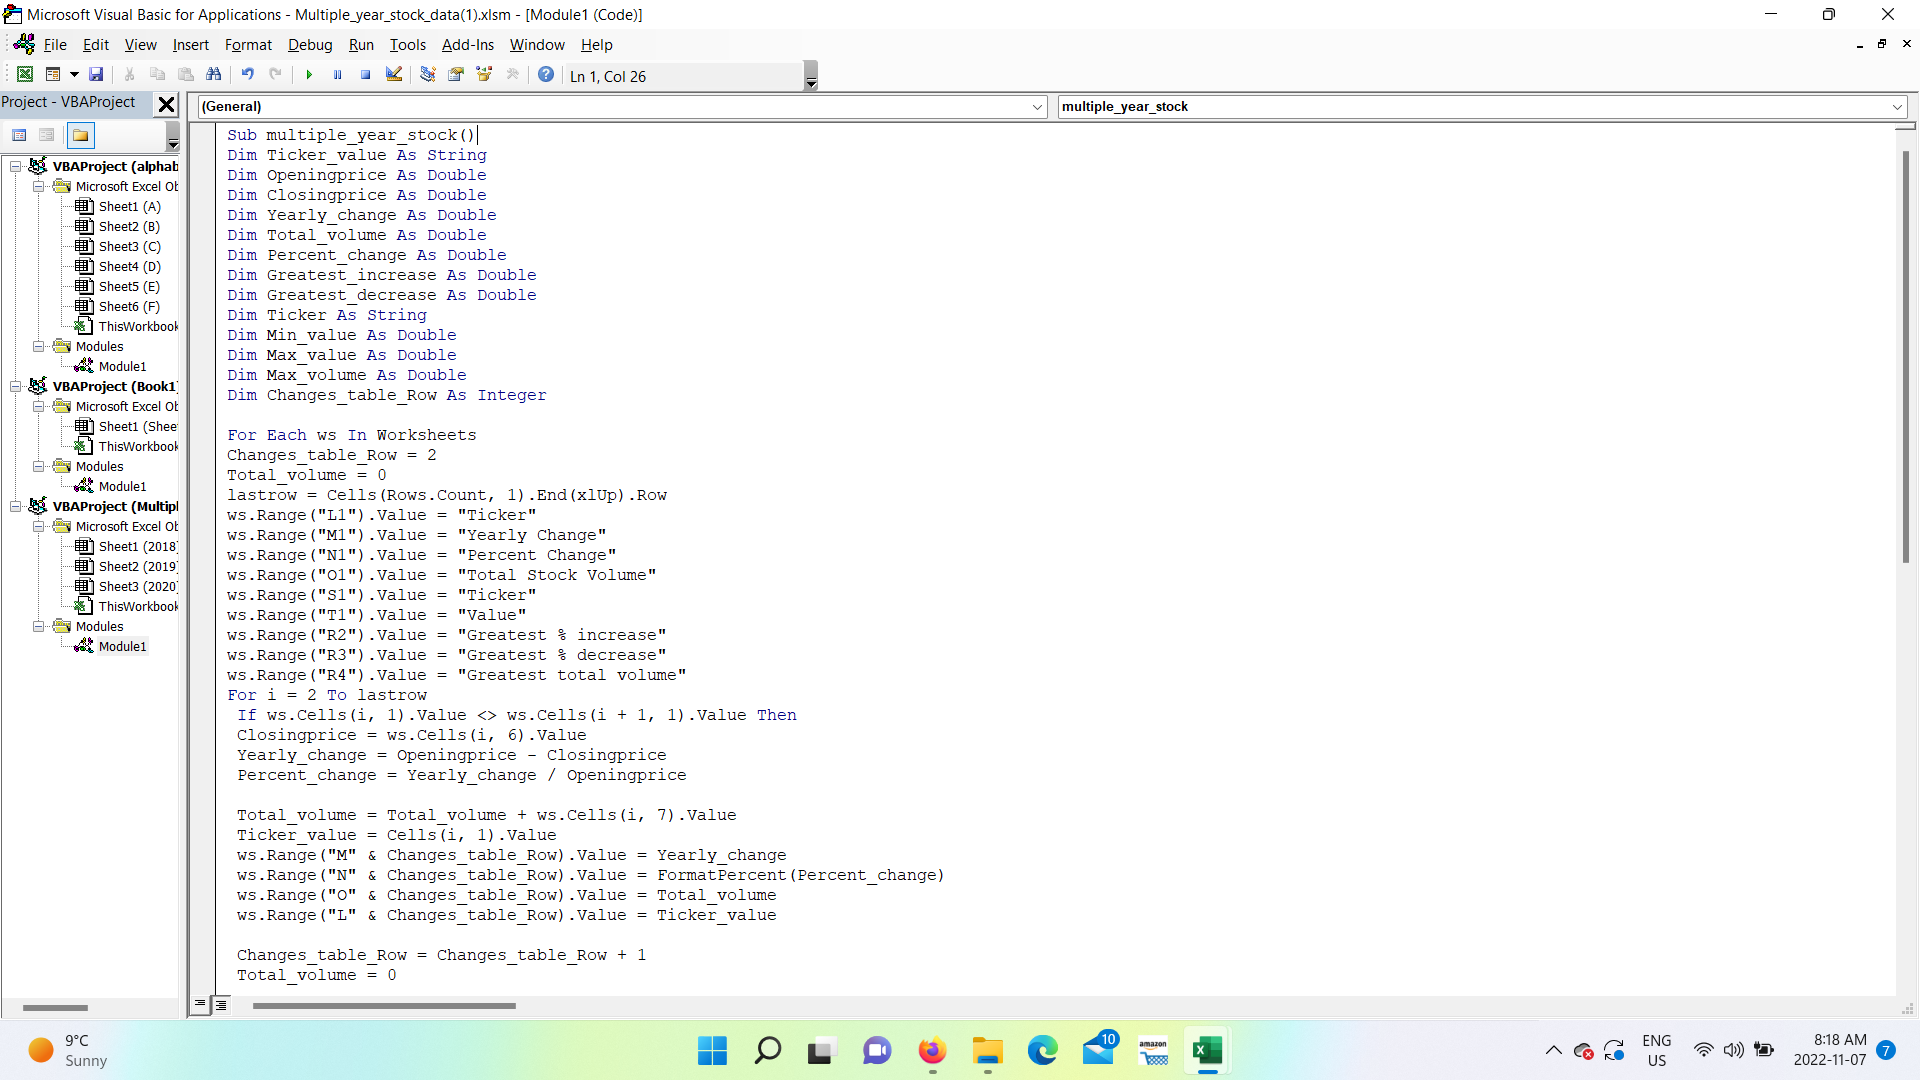 Microsoft Visual Basic for Applications - Multiple_year_stock_data(1).xlsm - [Module1 (Code)]
File Edit View Insert Format Debug Run Tools Add-Ins Window Help
Ln 1, Col 26
Project - VBAProject
(General)
multiple_year_stock
VBAProject (alphab
Microsoft Excel Ob
Sheet1 (A)
Sheet2 (B)
Sheet3 (C)
Sheet4 (D)
Sheet5 (E)
Sheet6 (F)
ThisWorkbook
Modules
Module1
VBAProject (Book1)
Microsoft Excel Ob
Sheet1 (Shee
ThisWorkbook
Modules
Module1
VBAProject (Multipl
Microsoft Excel Ob
Sheet1 (2018)
Sheet2 (2019)
Sheet3 (2020)
ThisWorkbook
Modules
Module1
Sub multiple_year_stock()
Dim Ticker_value As String
Dim Openingprice As Double
Dim Closingprice As Double
Dim Yearly_change As Double
Dim Total_volume As Double
Dim Percent_change As Double
Dim Greatest_increase As Double
Dim Greatest_decrease As Double
Dim Ticker As String
Dim Min_value As Double
Dim Max_value As Double
Dim Max_volume As Double
Dim Changes_table_Row As Integer
For Each ws In Worksheets
Changes_table_Row = 2
Total_volume = 0
lastrow = Cells(Rows.Count, 1).End(xlUp).Row
ws.Range("L1").Value = "Ticker"
ws.Range("M1").Value = "Yearly Change"
ws.Range("N1").Value = "Percent Change"
ws.Range("O1").Value = "Total Stock Volume"
ws.Range("S1").Value = "Ticker"
ws.Range("T1").Value = "Value"
ws.Range("R2").Value = "Greatest % increase"
ws.Range("R3").Value = "Greatest % decrease"
ws.Range("R4").Value = "Greatest total volume"
For i = 2 To lastrow
If ws.Cells(i, 1).Value <> ws.Cells(i + 1, 1).Value Then
Closingprice = ws.Cells(i, 6).Value
Yearly_change = Openingprice - Closingprice
Percent_change = Yearly_change / Openingprice
Total_volume = Total_volume + ws.Cells(i, 7).Value
Ticker_value = Cells(i, 1).Value
ws.Range("M" & Changes_table_Row).Value = Yearly_change
ws.Range("N" & Changes_table_Row).Value = FormatPercent(Percent_change)
ws.Range("O" & Changes_table_Row).Value = Total_volume
ws.Range("L" & Changes_table_Row).Value = Ticker_value
Changes_table_Row = Changes_table_Row + 1
Total_volume = 0
9°C
Sunny
10
amazon
ENG
US
8:18 AM
2022-11-07
7